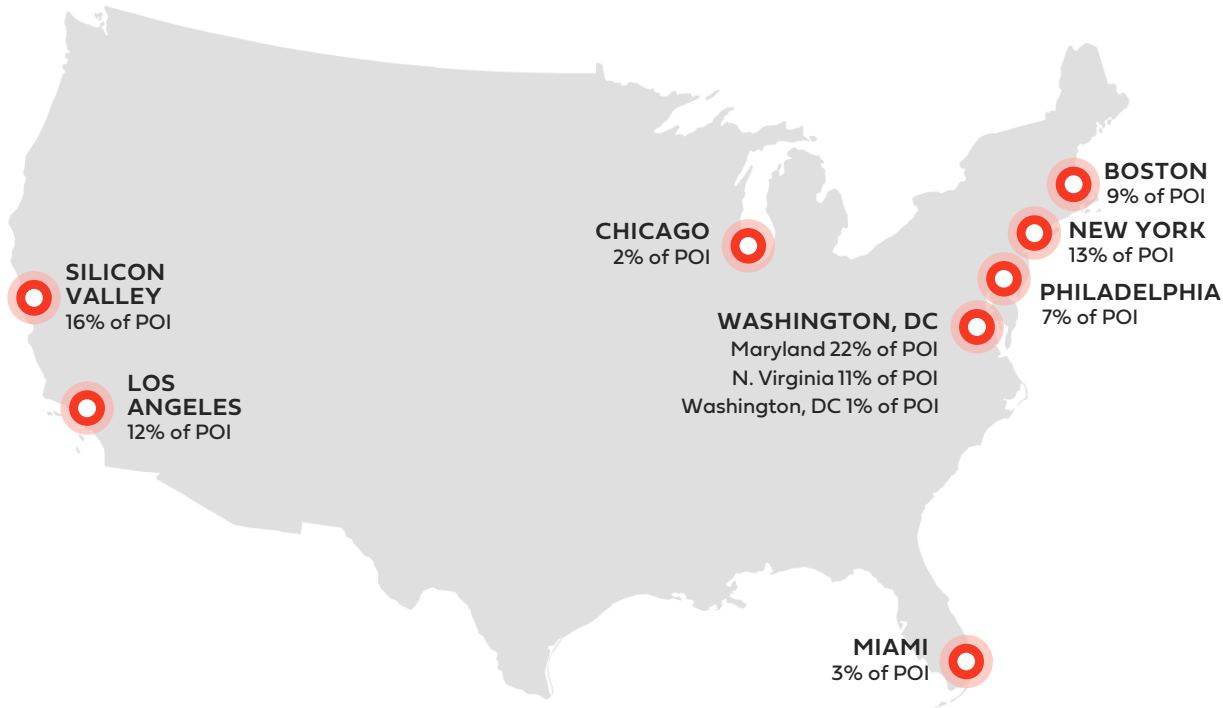 BOSTON
9% of POI
NEW YORK
13% of POI
CHICAGO
2% of POI
SILICON
VALLEY
16% of POI
PHILADELPHIA
7% of POI
WASHINGTON, DC
Maryland 22% of POI
N. Virginia 11% of POI
Washington, DC 1% of POI
LOS
ANGELES
12% of POI
MIAMI
3% of POI